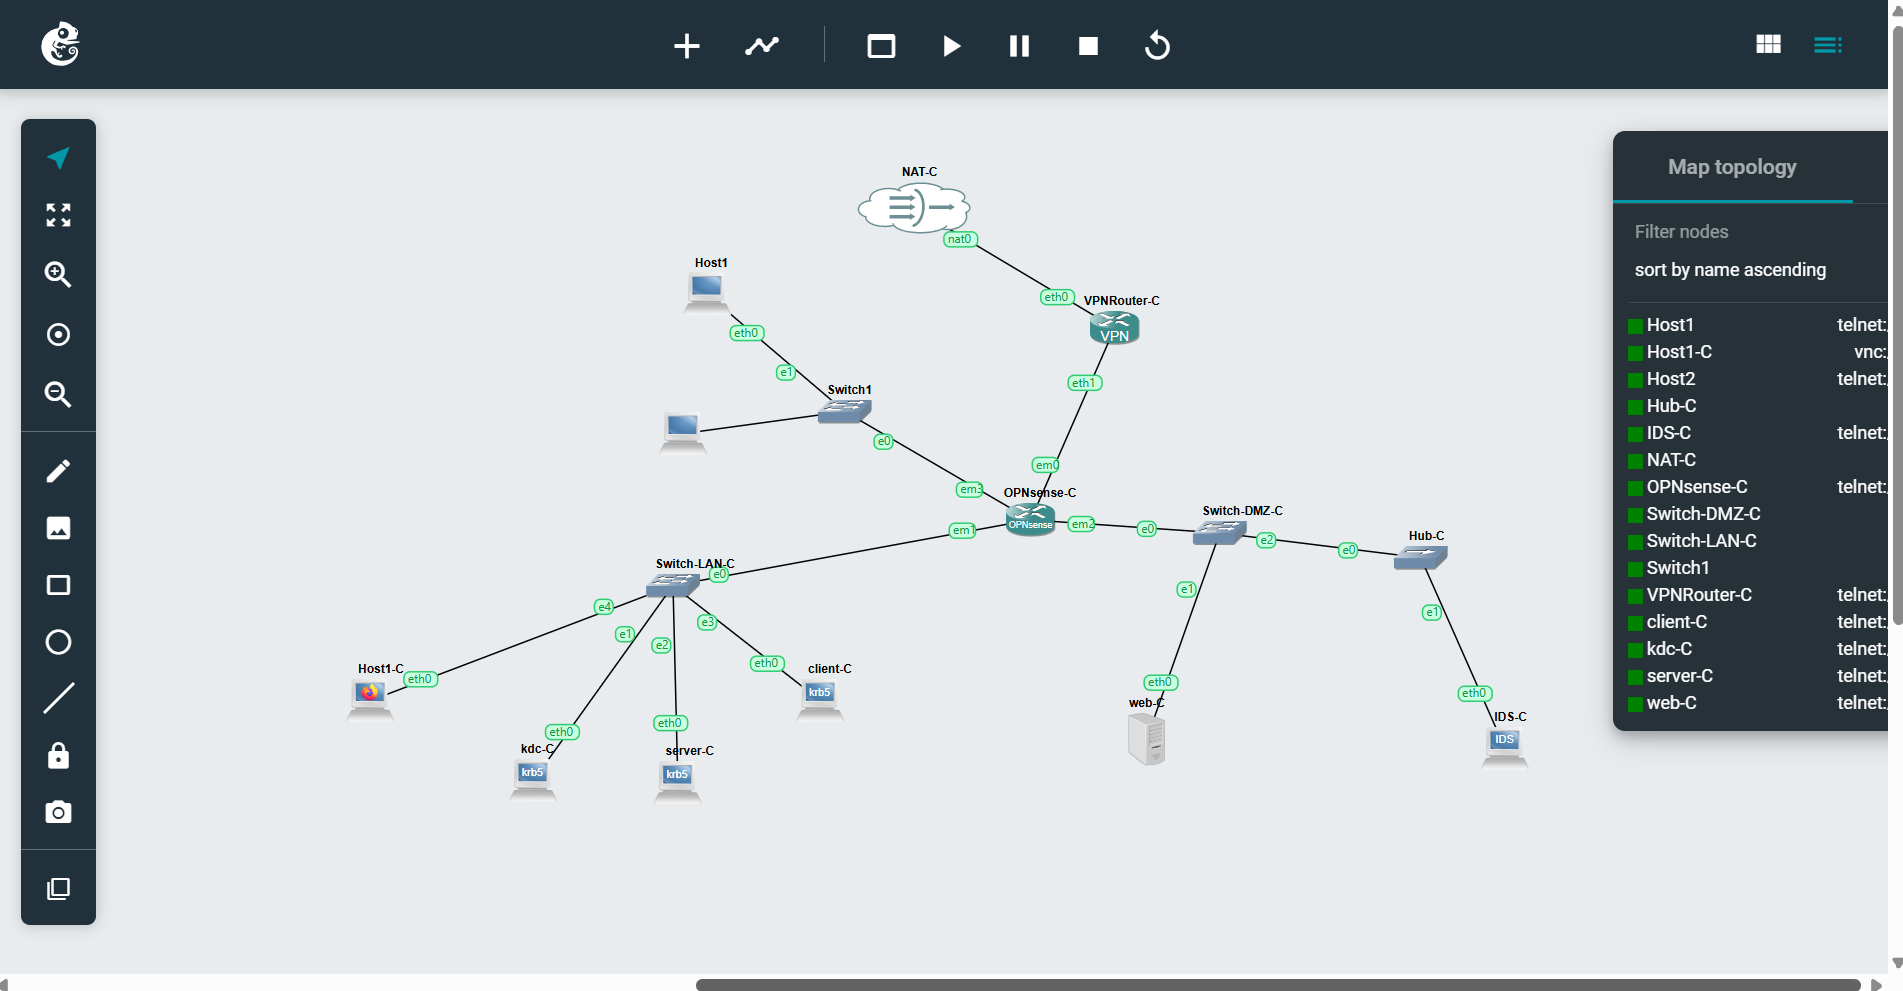 NAT-C
nat0
Host1
eth0
eth0
VPNRouter-C
VPN
e1
eth1
Switch1
e0
em0
em3
OPNsense-C
OPNsense
em1
em2
e0
Switch-DMZ-C
e2
e0
Hub-C
Switch-LAN-C
e0
e4
e1
e2
e3
e1
e1
Host1-C
eth0
eth0
client-C
krb5
eth0
web-C
eth0
IDS-C
IDS
eth0
kdc-C
krb5
eth0
server-C
krb5
Map topology
Filter nodes
sort by name ascending
Host1 telnet:/
Host1-C vnc:/
Host2 telnet:/
Hub-C
IDS-C telnet:/
NAT-C
OPNsense-C telnet:/
Switch-DMZ-C
Switch-LAN-C
Switch1
VPNRouter-C telnet:/
client-C telnet:/
kdc-C telnet:/
server-C telnet:/
web-C telnet:/